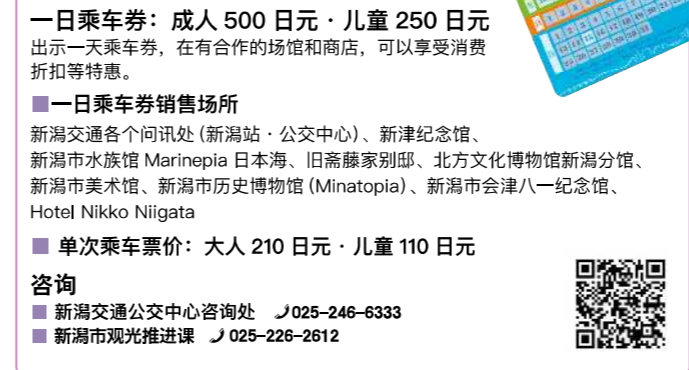 一日乘车券：成人 500 日元 · 儿童 250 日元
出示一天乘车券，在有合作的场馆和商店，可以享受消费
折扣等特惠。
■一日乘车券销售场所
新潟交通各个问讯处（新潟站 · 公交中心）、新津纪念馆、
新潟市水族馆 Marinepia 日本海、旧斋藤家别邸、北方文化博物馆新潟分馆、
新潟市美术馆、新潟市历史博物馆（Minatopia）、新潟市会津八一纪念馆、
Hotel Nikko Niigata
■ 单次乘车票价：大人 210 日元 · 儿童 110 日元
咨询
■ 新潟交通公交中心咨询处 025–246–6333
■ 新潟市观光推进课 025–226–2612